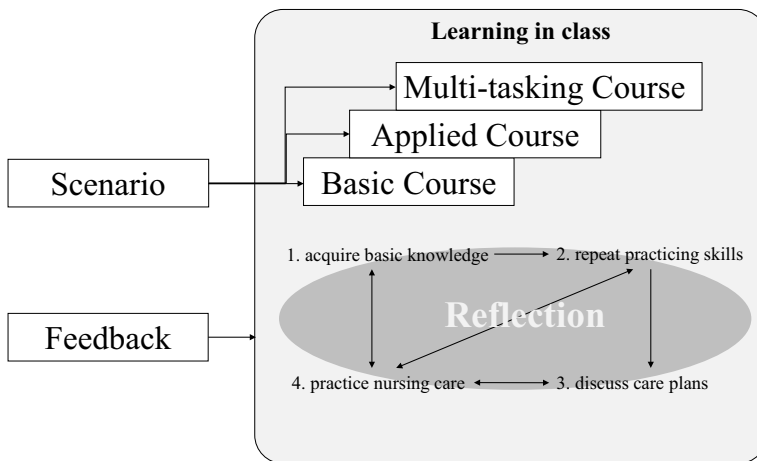 Learning in class
Multi-tasking Course
Applied Course
Scenario
Basic Course
1. acquire basic knowledge
2. repeat practicing skills
Reflection
Feedback
4. practice nursing care
3. discuss care plans